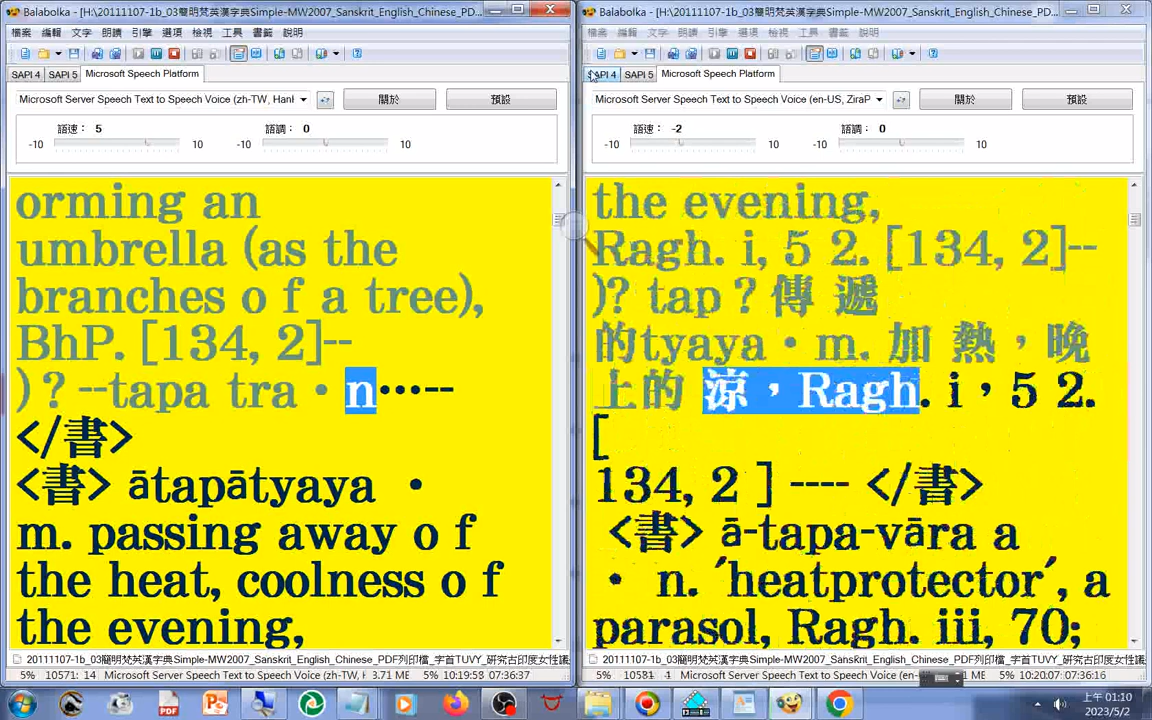 Balabolka - [H:\20111107-1b_03簡明梵英漢字典Simple-MW2007_Sanskrit_English_Chinese_PD...
檔案 編輯 文字 朗讀 引擎 選項 檢視 工具 書籤 說明
SAPI 4 SAPI 5 Microsoft Speech Platform
Microsoft Server Speech Text to Speech Voice (zh-TW, Hanl 關於 預設
語速： 5 語調： 0
-10 10 -10 10
orming an
umbrella (as the
branches o f a tree),
BhP. [134, 2]--
)？--tapa tra‧n…--
</書>
<書> ātapātyaya ‧
m. passing away o f
the heat, coolness o f
the evening,
20111107-1b_03簡明梵英漢字典Simple-MW2007_Sanskrit_English_Chinese_PDF列印檔_字首TUVY_研究古印度女性議
5% 10571: 14 Microsoft Server Speech Text to Speech Voice (zh-TW, H 3.71 ME 5% 10:19:58 07:36:37
Balabolka - [H:\20111107-1b_03簡明梵英漢字典Simple-MW2007_Sanskrit_English_Chinese_PD...
檔案 編輯 文字 朗讀 引擎 選項 檢視 工具 書籤 說明
SAPI 4 SAPI 5 Microsoft Speech Platform
Microsoft Server Speech Text to Speech Voice (en-US, ZiraP 關於 預設
語速： -2 語調： 0
-10 10 -10 10
the evening,
Ragh. i, 5 2. [134, 2]--
)? tap？傳 遞
的tyaya‧m. 加 熱，晚
上的 涼，Ragh. i，5 2.
[
134, 2 ] ---- </書>
<書> ā-tapa-vāra a
‧ n. 'heatprotector', a
parasol, Ragh. iii, 70;
20111107-1b_03簡明梵英漢字典Simple-MW2007_Sanskrit_English_Chinese_PDF列印檔_字首TUVY_研究古印度女性議
5% 10581 Microsoft Server Speech Text to Speech Voice 5% 10:20:07 07:36:16
上午 01:10
2023/5/2